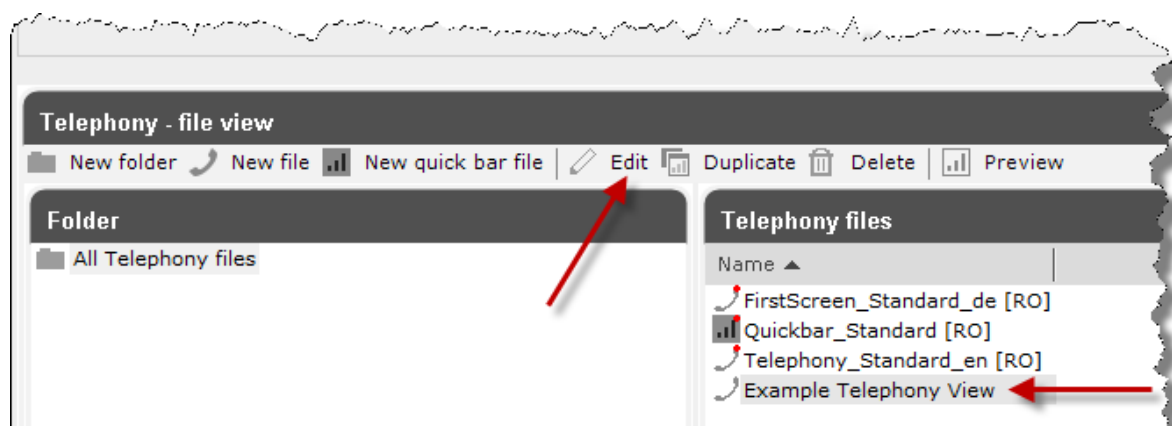 Telephony - file view
New folder New file New quick bar file Edit Duplicate Delete Preview
Folder
All Telephony files
Telephony files
Name
FirstScreen_Standard_de [RO]
Quickbar_Standard [RO]
Telephony_Standard_en [RO]
Example Telephony View